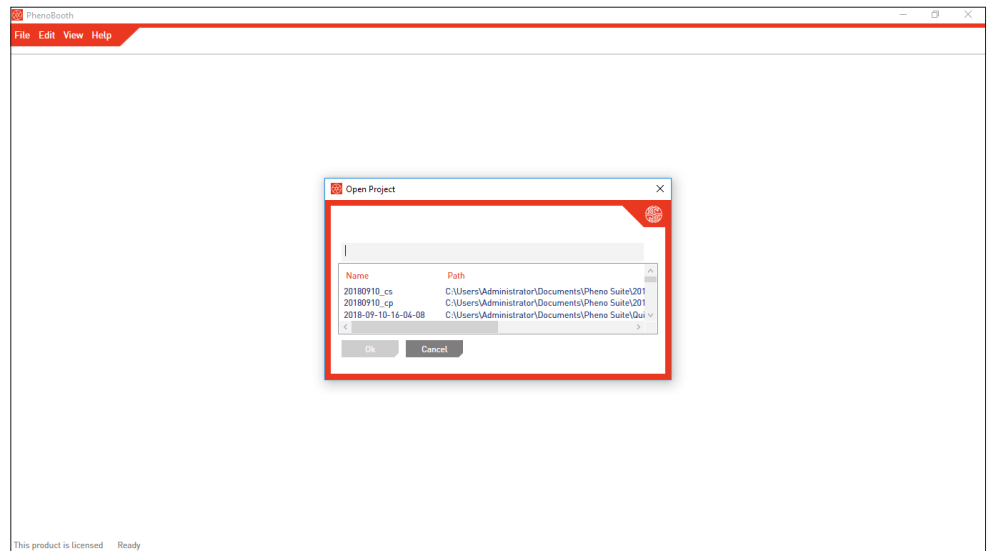 PhenoBooth
File Edit View Help
Open Project
Name Path
20180910_cs C:\Users\Administrator\Documents\Pheno Suite\201
20180910_cp C:\Users\Administrator\Documents\Pheno Suite\201
2018-09-10-16-04-08 C:\Users\Administrator\Documents\Pheno Suite\Qui
Ok Cancel
This product is licensed Ready